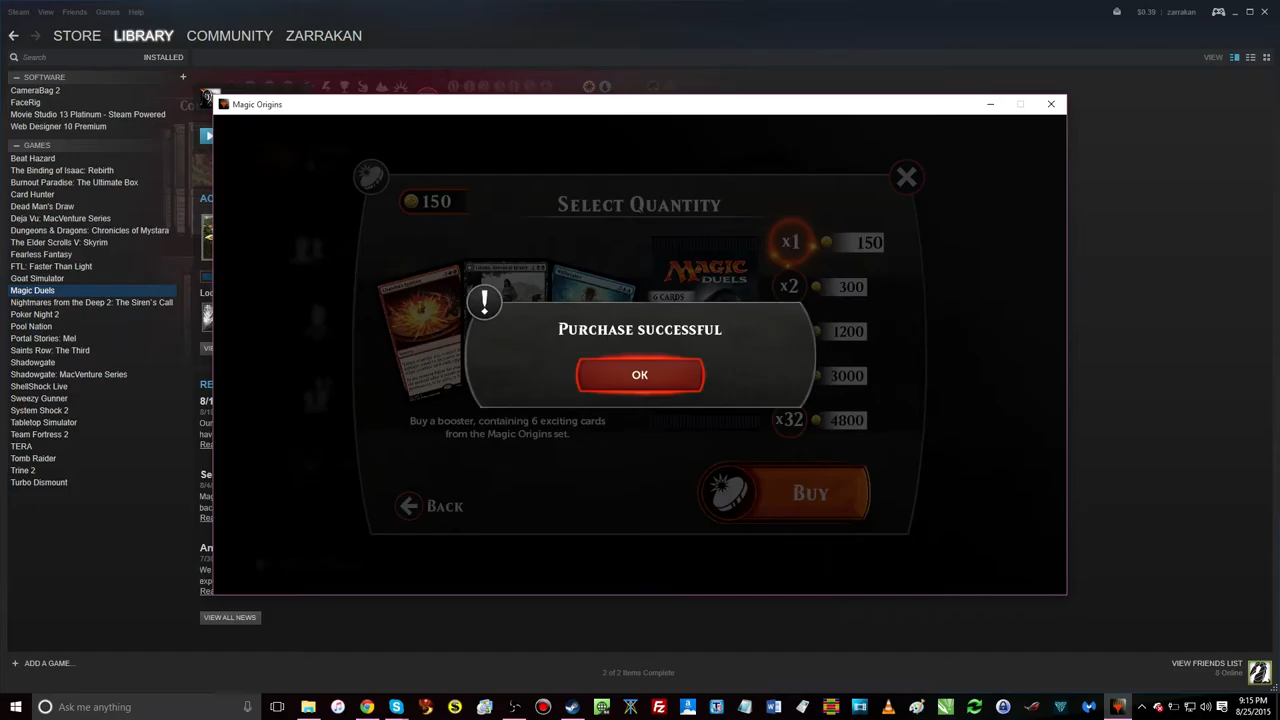 Steam View Friends Games Help
$0.39 zarrakan
STORE LIBRARY COMMUNITY ZARRAKAN
Search INSTALLED
VIEW
SOFTWARE
CameraBag 2
FaceRig
Movie Studio 13 Platinum - Steam Powered
Web Designer 10 Premium
GAMES
Beat Hazard
The Binding of Isaac: Rebirth
Burnout Paradise: The Ultimate Box
Card Hunter
Dead Man's Draw
Deja Vu: MacVenture Series
Dungeons & Dragons: Chronicles of Mystara
The Elder Scrolls V: Skyrim
Fearless Fantasy
FTL: Faster Than Light
Goat Simulator
Magic Duels
Nightmares from the Deep 2: The Siren's Call
Poker Night 2
Pool Nation
Portal Stories: Mel
Saints Row: The Third
Shadowgate
Shadowgate: MacVenture Series
ShellShock Live
Sweezy Gunner
System Shock 2
Tabletop Simulator
Team Fortress 2
TERA
Tomb Raider
Trine 2
Turbo Dismount
Magic Origins
150
SELECT QUANTITY
x1 150
x2 300
1200
3000
x32 4800
MAGIC
DUELS
6 CARDS
!
PURCHASE SUCCESSFUL
OK
Buy a booster, containing 6 exciting cards
from the Magic Origins set.
BACK
BUY
VIEW ALL NEWS
ADD A GAME...
2 of 2 Items Complete
VIEW FRIENDS LIST
8 Online
Ask me anything
9:15 PM
8/25/2015